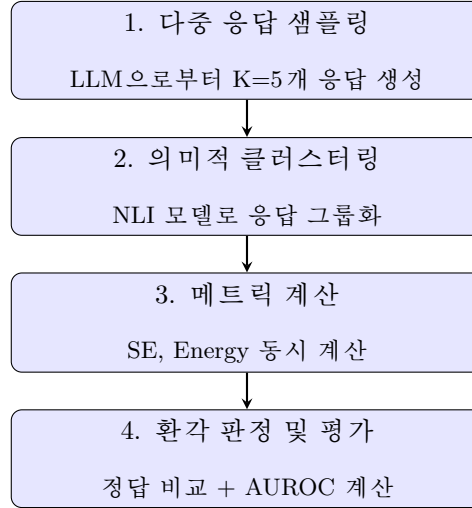 1. 다중 응답 샘플링
LLM으로부터 K=5개 응답 생성
2. 의미적 클러스터링
NLI 모델로 응답 그룹화
3. 메트릭 계산
SE, Energy 동시 계산
4. 환각 판정 및 평가
정답 비교 + AUROC 계산